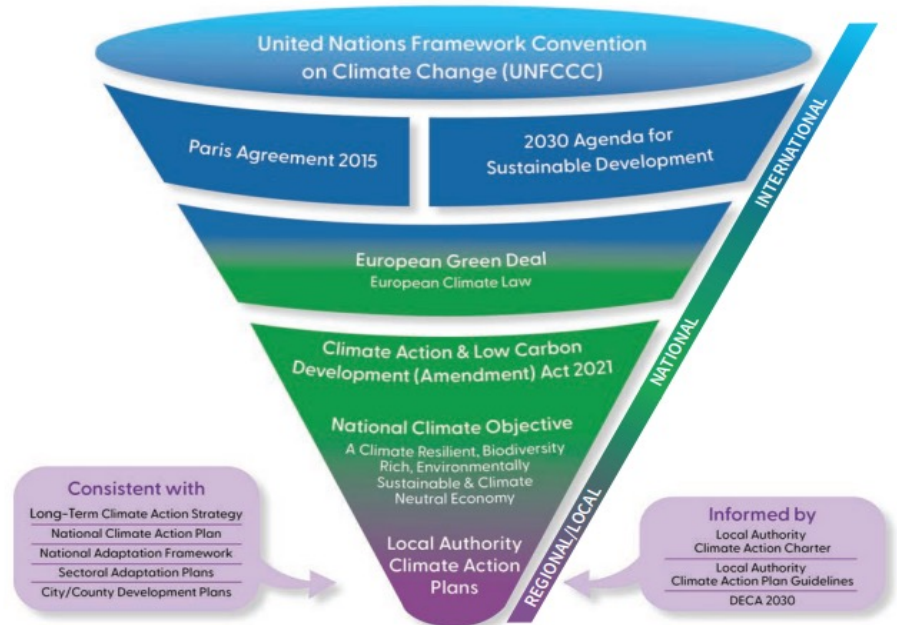 United Nations Framework Convention
on Climate Change (UNFCCC)
Paris Agreement 2015
2030 Agenda for
Sustainable Development
European Green Deal
European Climate Law
Climate Action & Low Carbon
Development (Amendment) Act 2021
National Climate Objective
A Climate Resilient, Biodiversity
Rich, Environmentally
Sustainable & Climate
Neutral Economy
Local Authority
Climate Action
Plans
INTERNATIONAL
NATIONAL
REGIONAL/LOCAL
Consistent with
Long-Term Climate Action Strategy
National Climate Action Plan
National Adaptation Framework
Sectoral Adaptation Plans
City/County Development Plans
Informed by
Local Authority
Climate Action Charter
Local Authority
Climate Action Plan Guidelines
DECA 2030